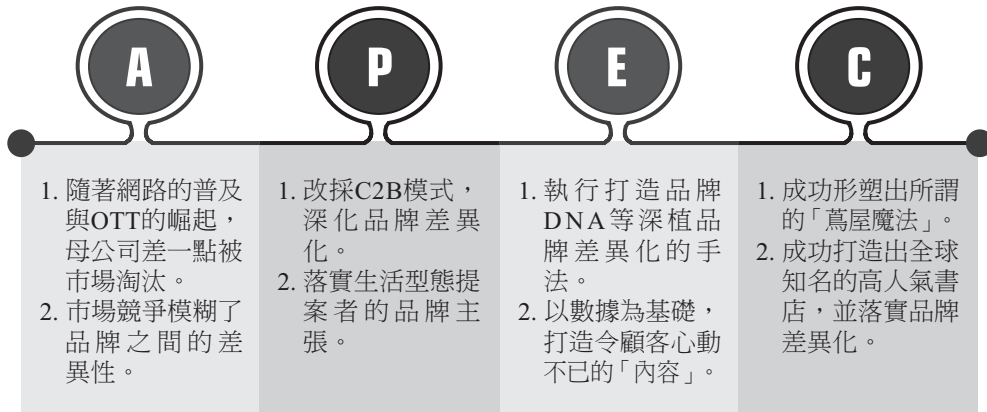 A
P
E
C
1. 隨著網路的普及
與OTT的崛起，
母公司差一點被
市場淘汰。
2. 市場競爭模糊了
品牌之間的差
異性。
1. 改採C2B模式，
深化品牌差異
化。
2. 落實生活型態提
案者的品牌主
張。
1. 執行打造品牌
DNA等深植品
牌差異化的手
法。
2. 以數據為基礎，
打造令顧客心動
不已的「內容」。
1. 成功形塑出所謂
的「蔦屋魔法」。
2. 成功打造出全球
知名的高人氣書
店，並落實品牌
差異化。